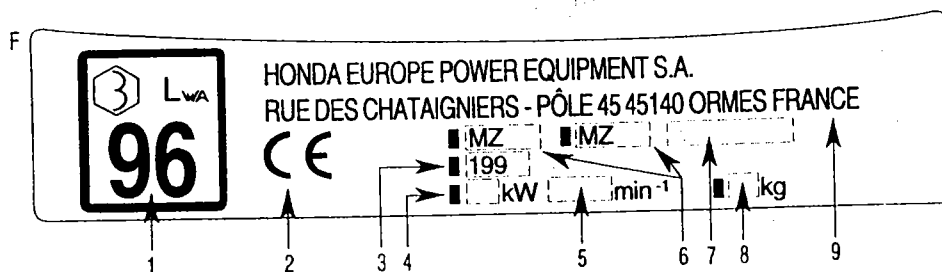 F
3 LWA
96
HONDA EUROPE POWER EQUIPMENT S.A.
RUE DES CHATAIGNIERS - PÔLE 45 45140 ORMES FRANCE
CE
MZ MZ
199
kW min⁻¹ kg
1 2 3 4 5 6 7 8 9